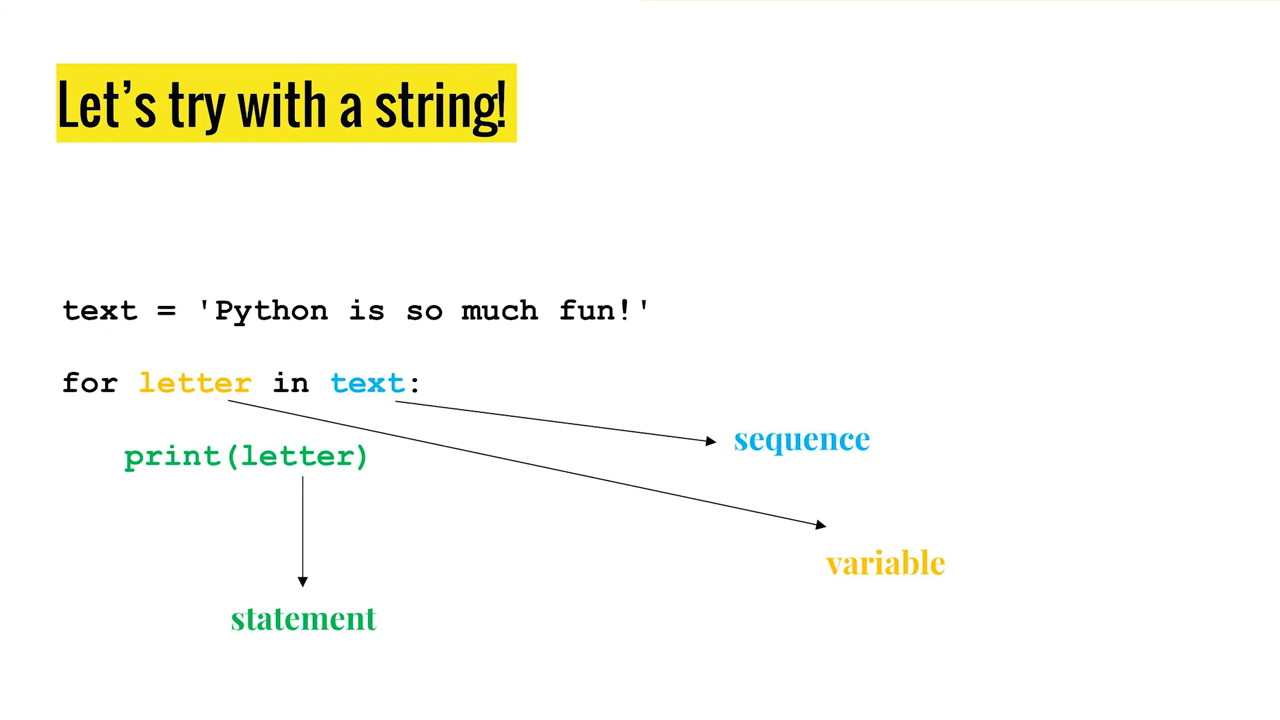 Let's try with a string!
text = 'Python is so much fun!'
for letter in text:
print(letter)
sequence
variable
statement